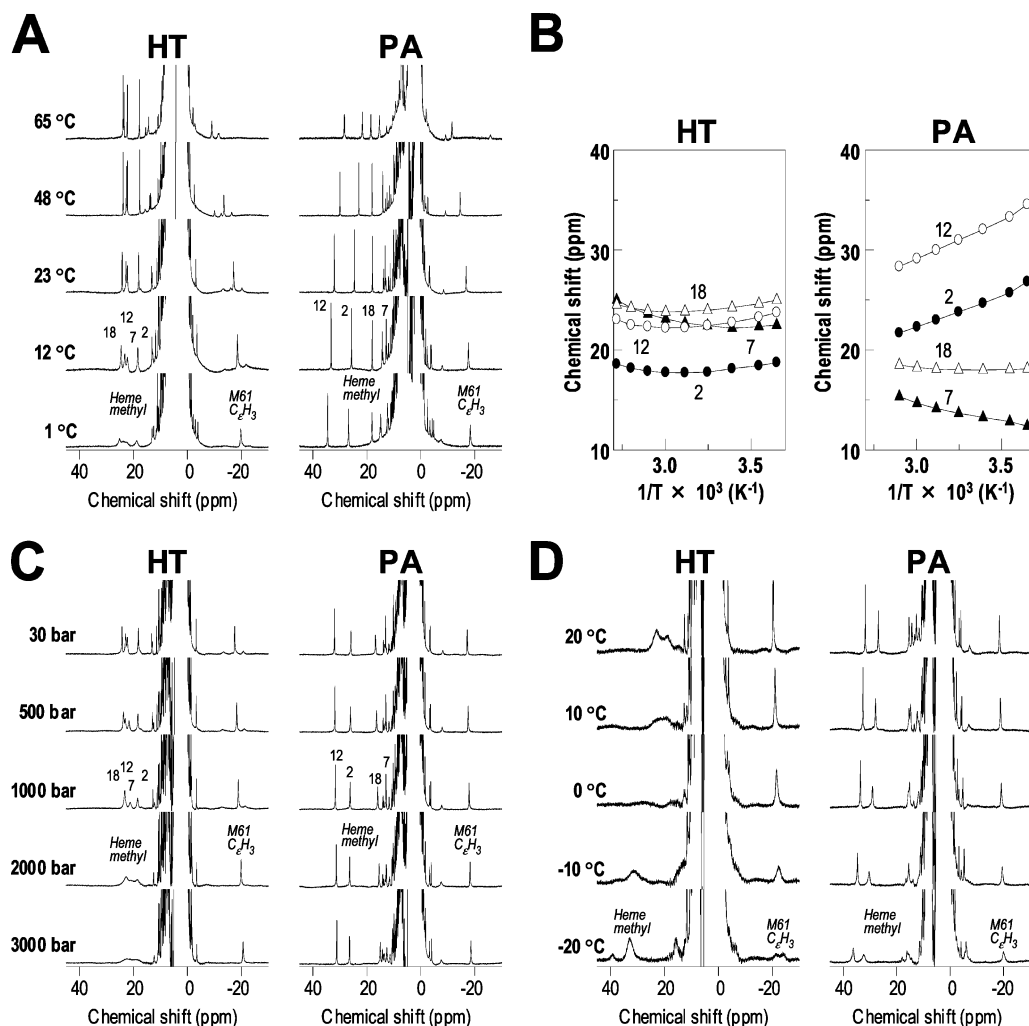 A
HT
PA
65 °C
48 °C
23 °C
12 °C
1 °C
18
12
7
2
Heme
methyl
M61
CεH3
12
2
18
7
Heme
methyl
M61
CεH3
40
20
0
-20
40
20
0
-20
Chemical shift (ppm)
Chemical shift (ppm)
B
HT
PA
Chemical shift (ppm)
40
30
20
10
18
12
7
2
3.0
3.5
1/T × 10³ (K⁻¹)
Chemical shift (ppm)
40
30
20
10
12
2
18
7
3.0
3.5
1/T × 10³ (K⁻¹)
C
HT
PA
30 bar
500 bar
1000 bar
2000 bar
3000 bar
18
12
7
2
Heme
methyl
M61
CεH3
12
2
18
7
Heme
methyl
M61
CεH3
40
20
0
-20
40
20
0
-20
Chemical shift (ppm)
Chemical shift (ppm)
D
HT
PA
20 °C
10 °C
0 °C
-10 °C
-20 °C
Heme
methyl
M61
CεH3
Heme
methyl
M61
CεH3
40
20
0
-20
40
20
0
-20
Chemical shift (ppm)
Chemical shift (ppm)